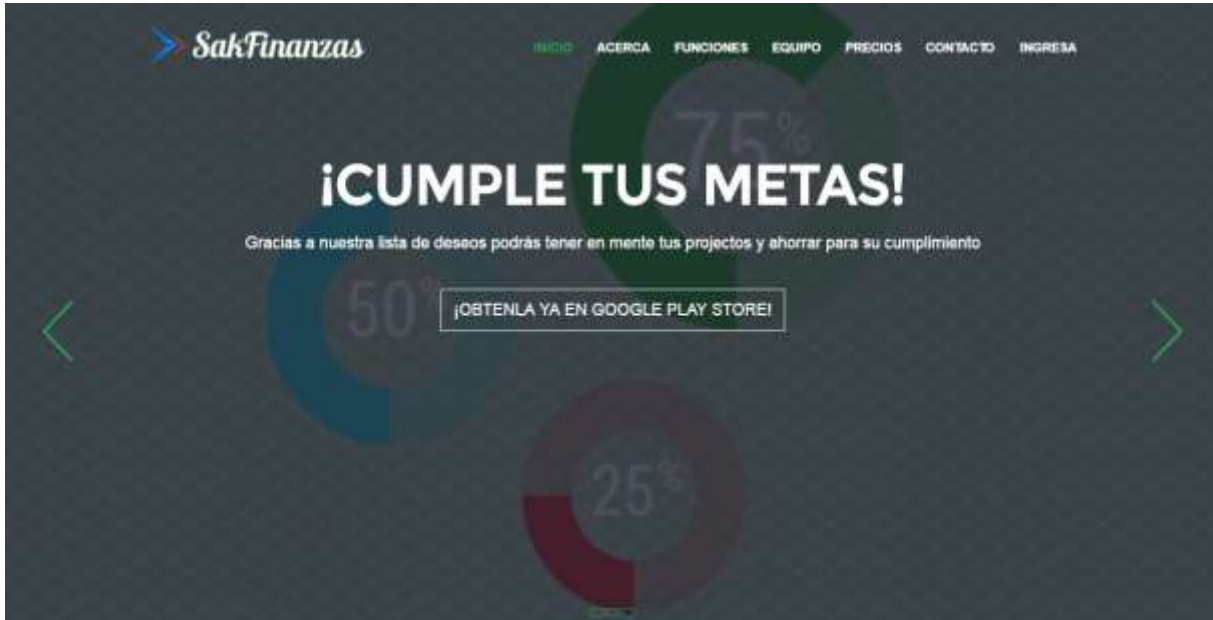 SakFinanzas
INICIO ACERCA FUNCIONES EQUIPO PRECIOS CONTACTO INGRESA
75%
¡CUMPLE TUS METAS!
Gracias a nuestra lista de deseos podrás tener en mente tus projectos y ahorrar para su cumplimiento
50%
¡OBTENLA YA EN GOOGLE PLAY STORE!
25%